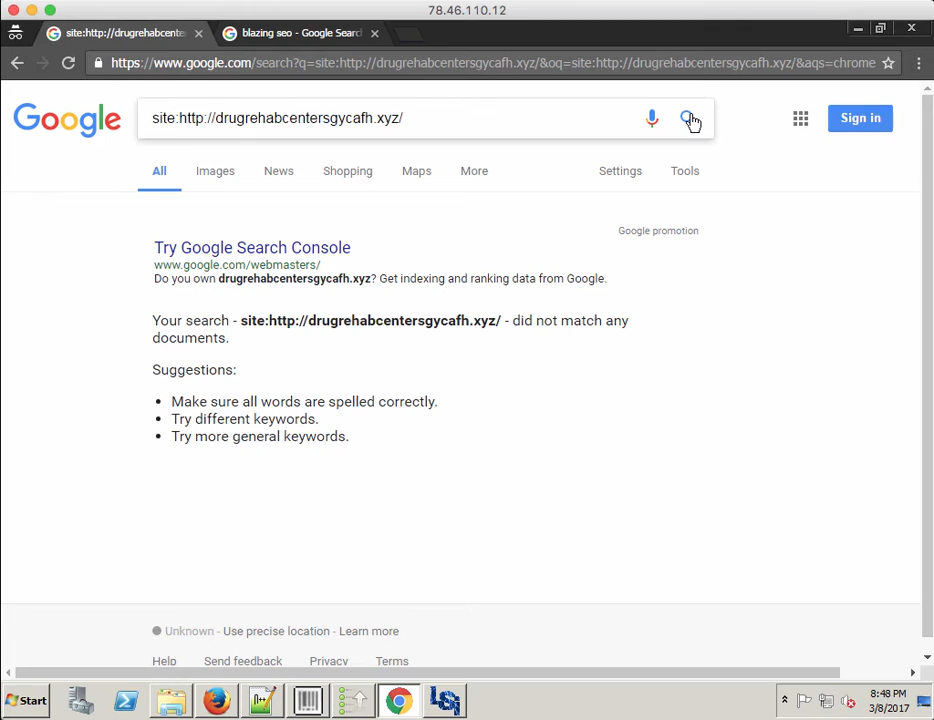 78.46.110.12
site:http://drugrehabcente
blazing seo - Google Searc
https://www.google.com/search?q=site:http://drugrehabcentersgycafh.xyz/&oq=site:http://drugrehabcentersgycafh.xyz/&aqs=chrome
Google
site:http://drugrehabcentersgycafh.xyz/
Sign in
All
Images
News
Shopping
Maps
More
Settings
Tools
Google promotion
Try Google Search Console
www.google.com/webmasters/
Do you own drugrehabcentersgycafh.xyz? Get indexing and ranking data from Google.
Your search - site:http://drugrehabcentersgycafh.xyz/ - did not match any
documents.
Suggestions:
Make sure all words are spelled correctly.
Try different keywords.
Try more general keywords.
Unknown - Use precise location - Learn more
Help
Send feedback
Privacy
Terms
Start
8:48 PM
3/8/2017